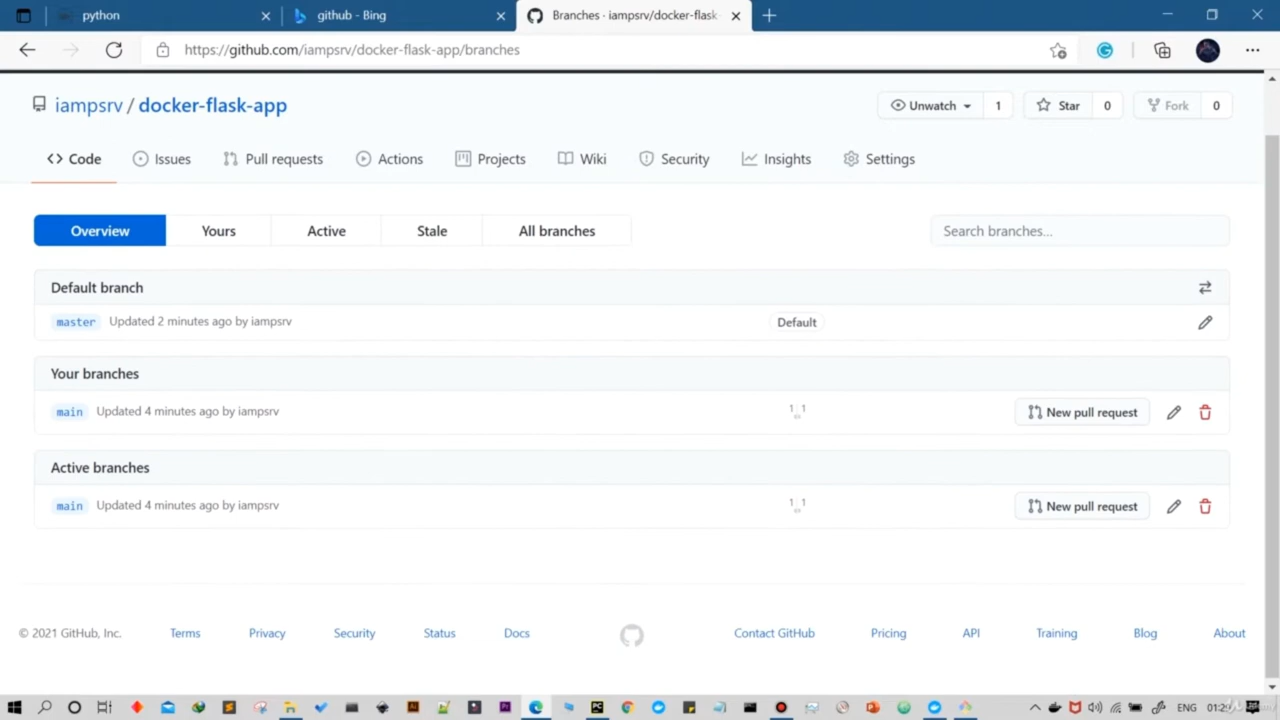 python
github - Bing
Branches · iampsrv/docker-flask-
https://github.com/iampsrv/docker-flask-app/branches
iampsrv / docker-flask-app
Unwatch 1
Star 0
Fork 0
Code
Issues
Pull requests
Actions
Projects
Wiki
Security
Insights
Settings
Overview
Yours
Active
Stale
All branches
Search branches...
Default branch
master Updated 2 minutes ago by iampsrv Default
Your branches
main Updated 4 minutes ago by iampsrv 1 1 New pull request
Active branches
main Updated 4 minutes ago by iampsrv 1 1 New pull request
© 2021 GitHub, Inc. Terms Privacy Security Status Docs Contact GitHub Pricing API Training Blog About
ENG